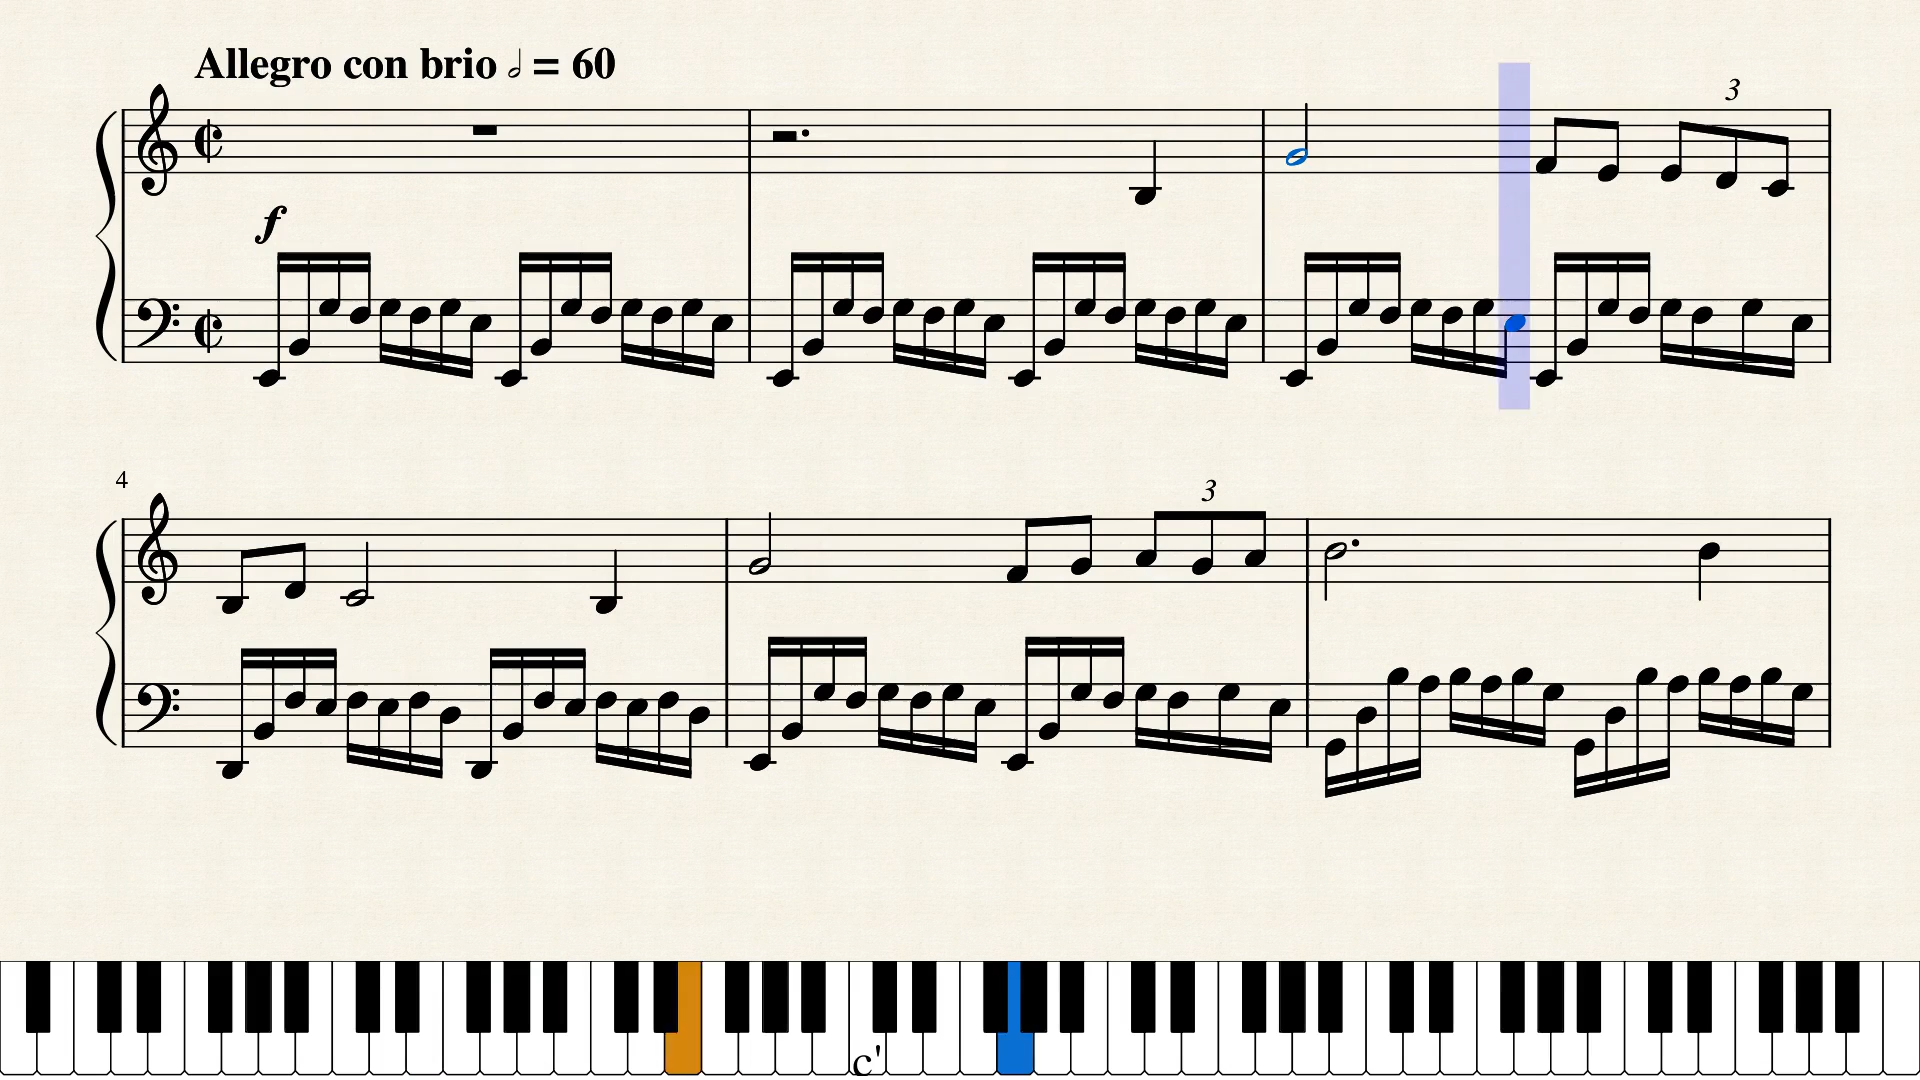 Allegro con brio 𝅗𝅥 = 60
3
f
4
3
c'